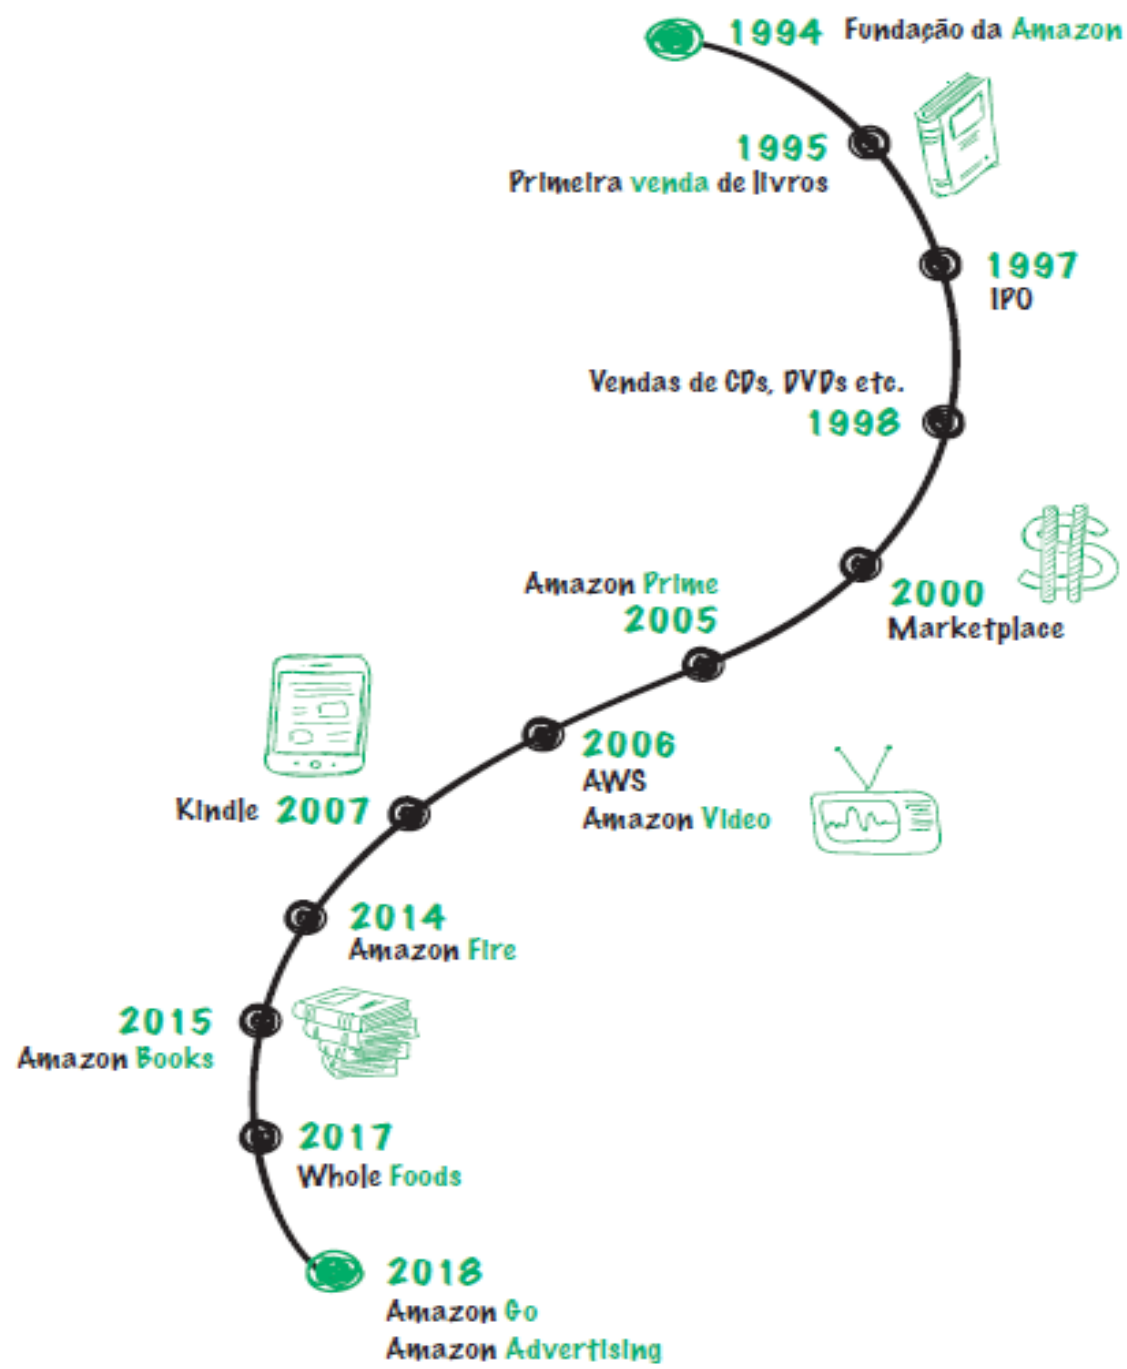 1994 Fundação da Amazon
1995
Primeira venda de livros
1997
IPO
Vendas de CDs, DVDs etc.
1998
2000
Marketplace
Amazon Prime
2005
2006
AWS
Amazon Video
Kindle 2007
2014
Amazon Fire
2015
Amazon Books
2017
Whole Foods
2018
Amazon Go
Amazon Advertising